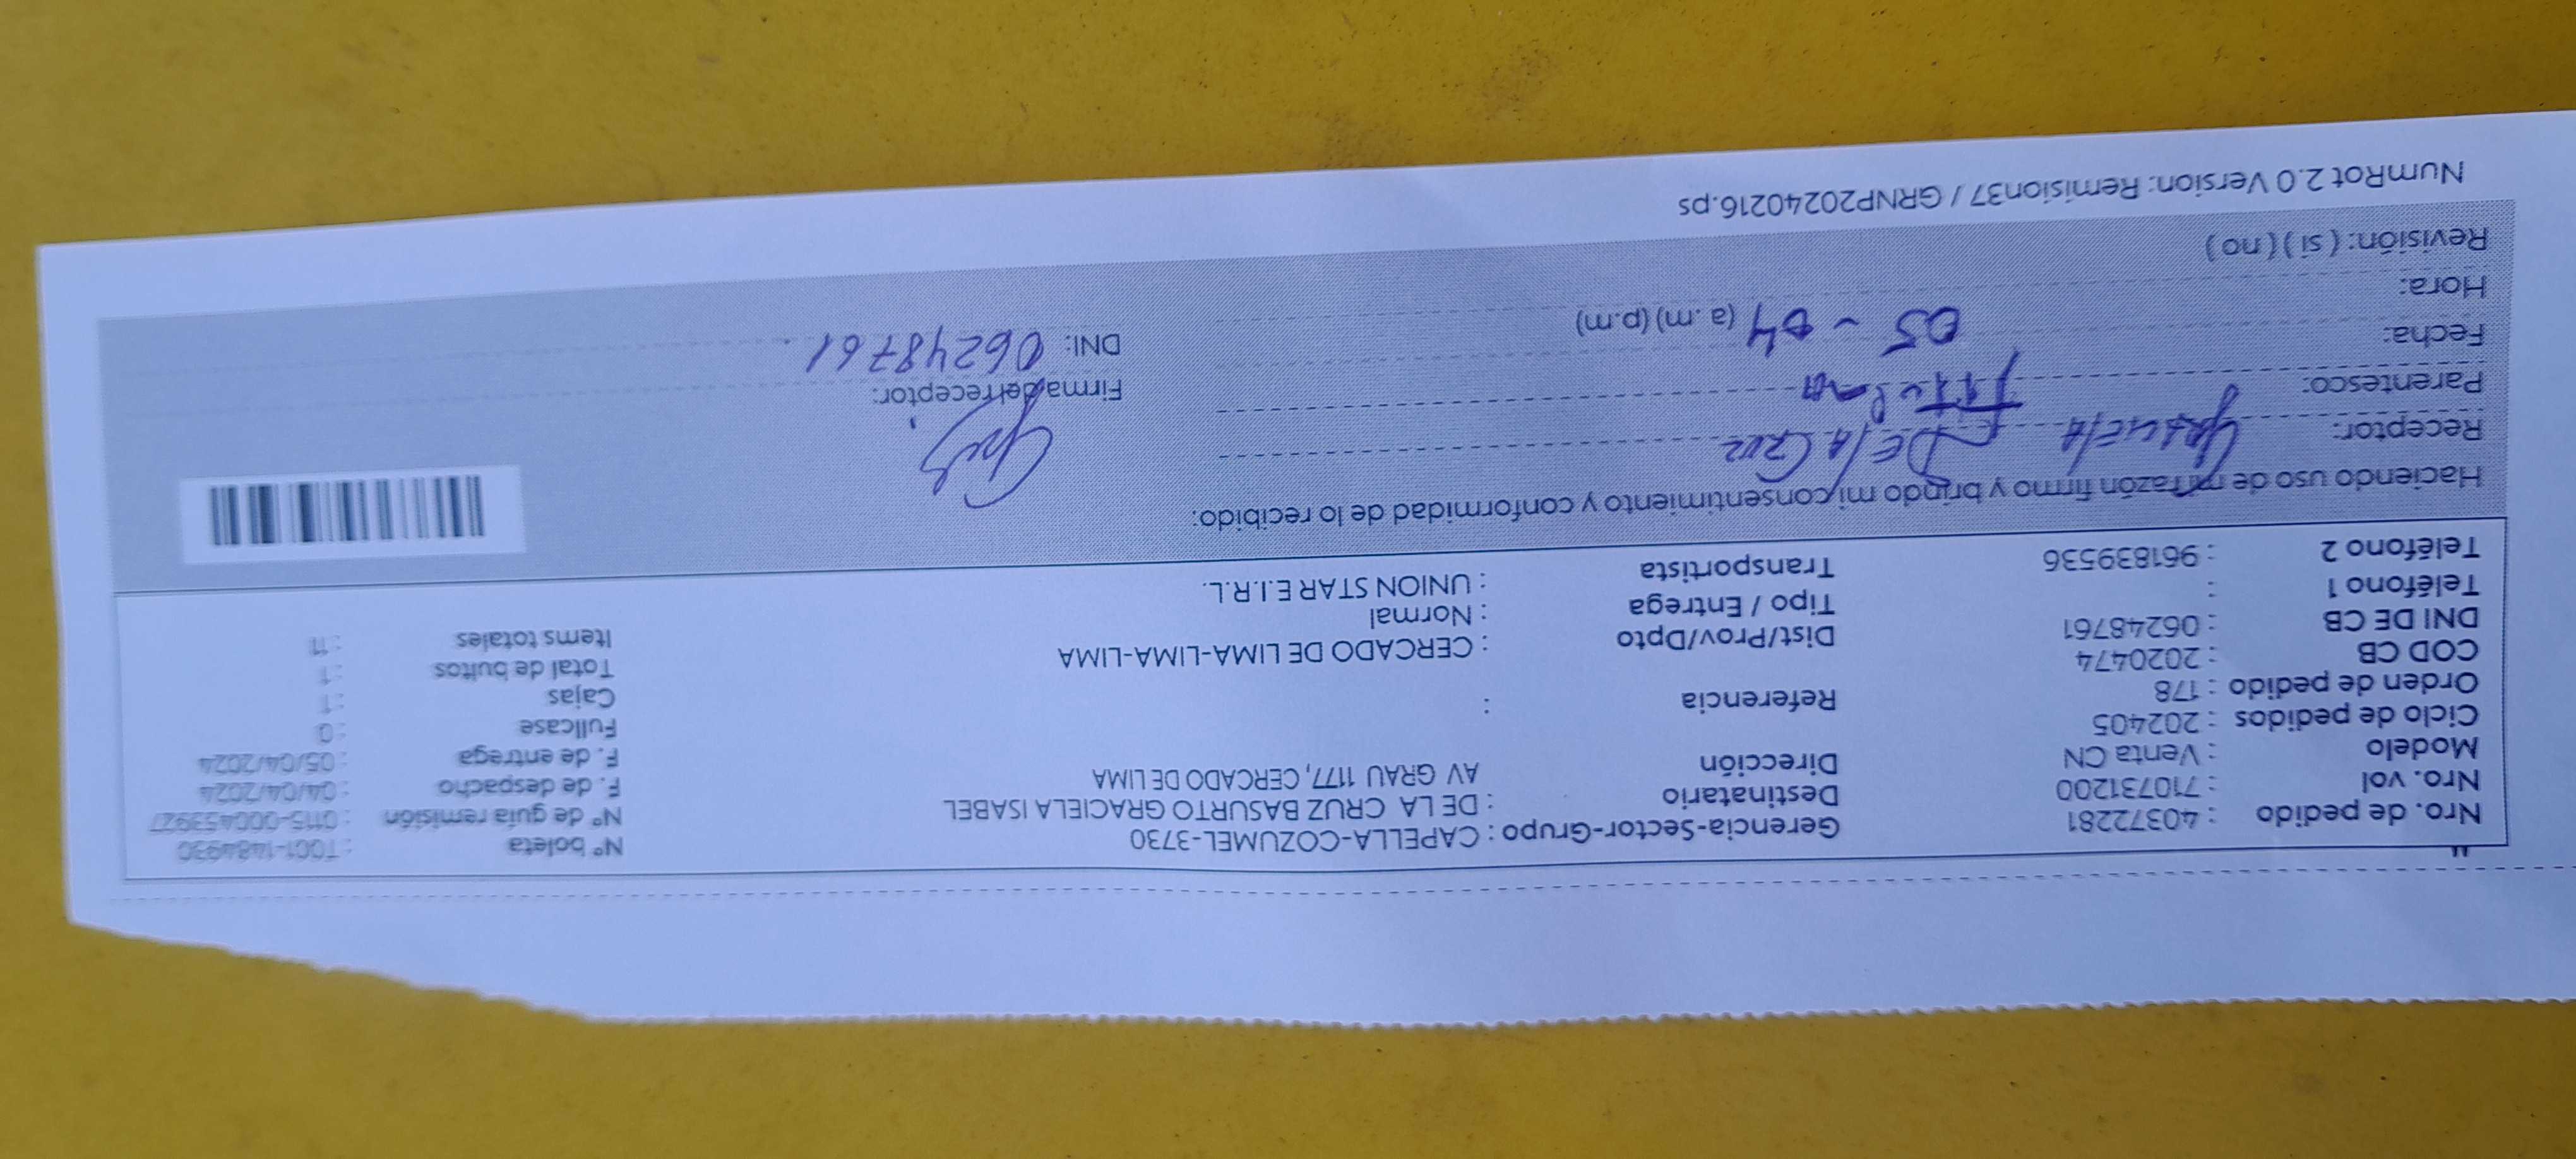 Nro. de pedido : 40372281 Gerencia-Sector-Grupo : CAPELLA-COZUMEL-3730 N° boleta : T001-1484930
Nro. vol : 710731200 Destinatario : DE LA CRUZ BASURTO GRACIELA ISABEL N° de guía remisión : 0115-000453927
Modelo : Venta CN Dirección AV GRAU 1177, CERCADO DE LIMA F. de despacho : 04/04/2024
Ciclo de pedidos : 202405 F. de entrega : 05/04/2024
Orden de pedido : 178 Referencia : Fullcase : 0
COD CB : 2020474 Cajas : 1
DNI DE CB : 06248761 Dist/Prov/Dpto : CERCADO DE LIMA-LIMA-LIMA Total de bultos : 1
Teléfono 1 : Tipo / Entrega : Normal Items totales : 11
Teléfono 2 : 961839536 Transportista : UNION STAR E.I.R.L.
Haciendo uso de mi razón firmo y brindo mi consentimiento y conformidad de lo recibido:
Receptor: Graciela De la Cruz
Parentesco: Titular Firma del receptor:
Fecha: 05 - 04 DNI: 06248761
Hora: (a.m) (p.m)
Revisión: ( si ) ( no )
NumRot 2.0 Version: Remision37 / GRNP20240216.ps